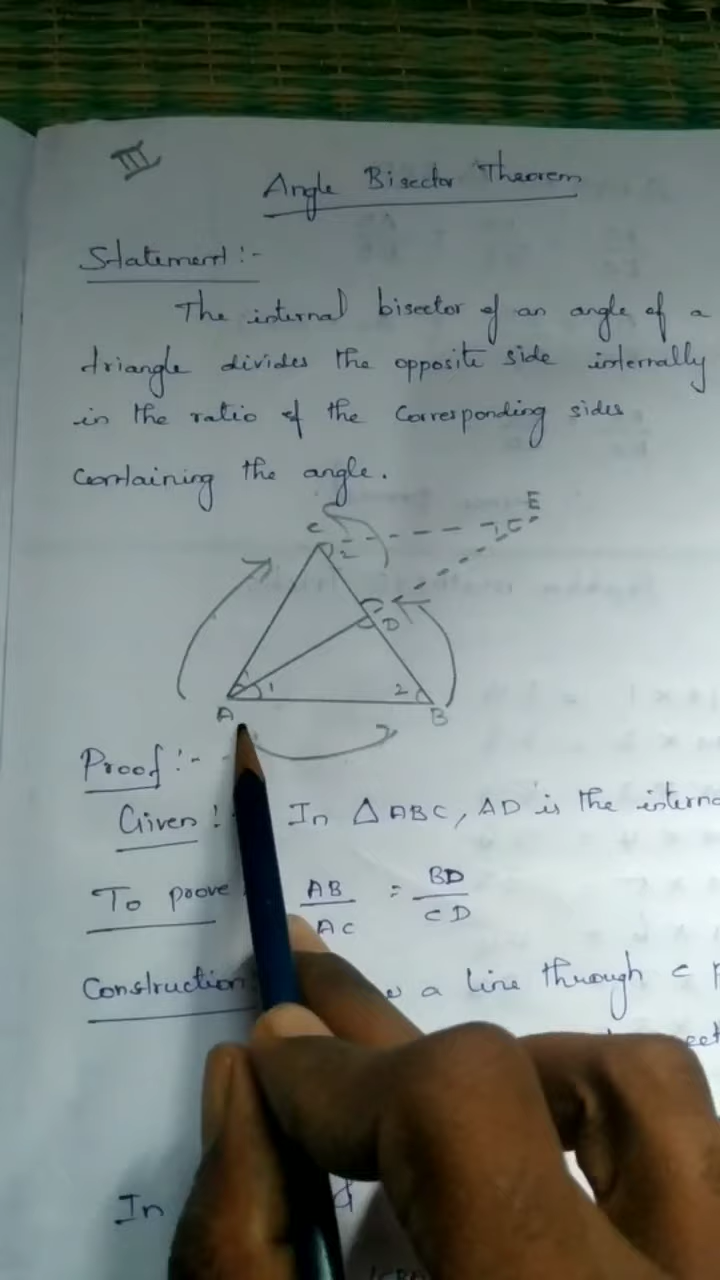 III
Angle Bisector Theorem
Statement :-
The internal bisector of an angle of a
triangle divides the opposite side internally
in the ratio of the corresponding sides
containing the angle.
E
C
D
1
2
A
B
Proof :-
Given : In △ ABC, AD is the interna
To prove AB/AC = BD/CD
Construction: a line through C
In